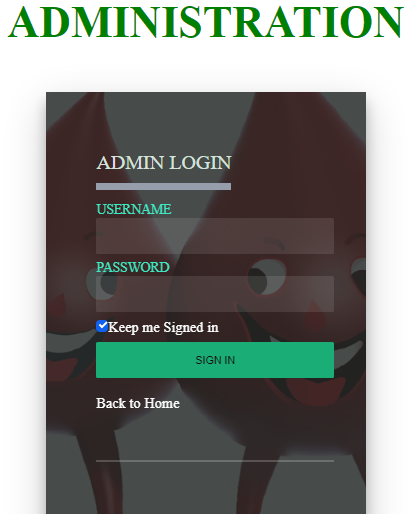 ADMINISTRATION
ADMIN LOGIN
USERNAME
PASSWORD
Keep me Signed in
SIGN IN
Back to Home